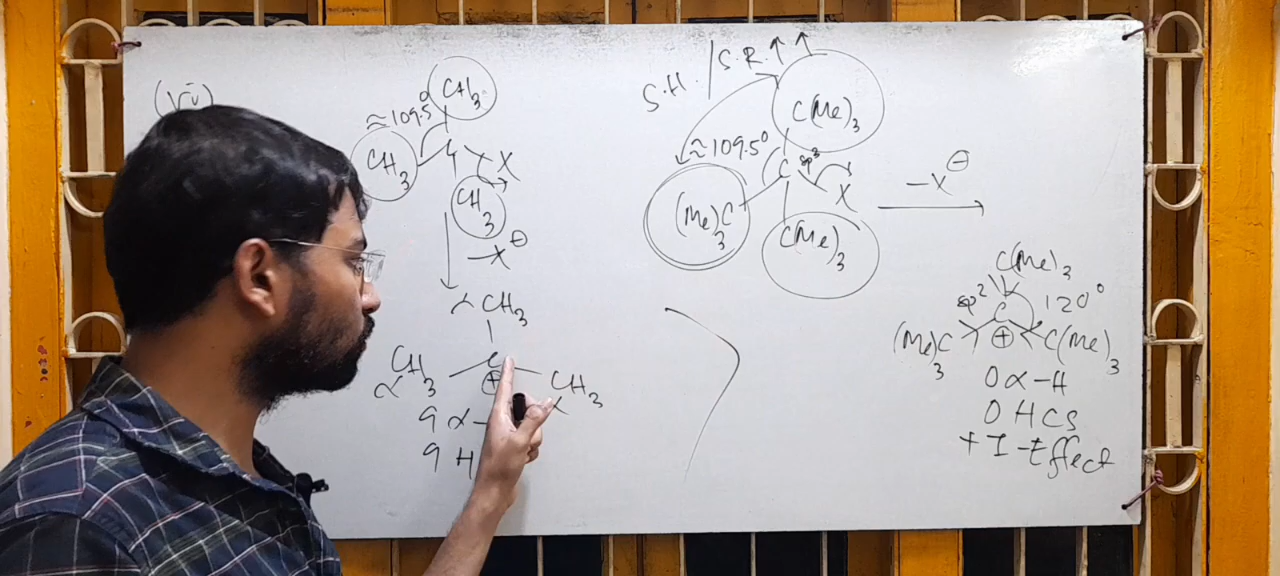 (vi)
CH3
≈109.5°
CH3
X
CH3
-X⊖
α CH3
CH3
α
C
⊕
CH3
α
9 α-
9 H
>
S.H. / S.R. ↑↑
C(Me)3
≈109.5°
C sp3
(Me)3C
X
C(Me)3
-X⊖
C(Me)3
sp2
120°
C
⊕
(Me)3C
C(Me)3
0 α-H
0 HCS
+I-Effect